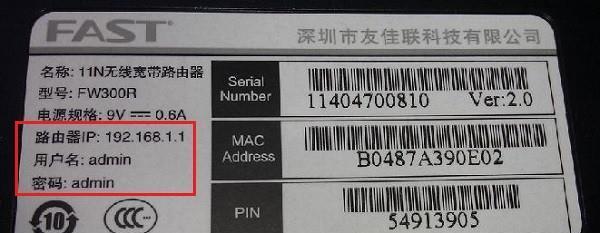 FAST®
深圳市友佳联科技有限公司
名称: 11N无线宽带路由器
型号: FW300R
电源规格: 9V ⎓ 0.6A
路由器IP: 192.168.1.1
用户名: admin
密码: admin
10
CCC
Serial
Number
11404700810 Ver:2.0
MAC
Address
B0487A390E02
PIN
54913905